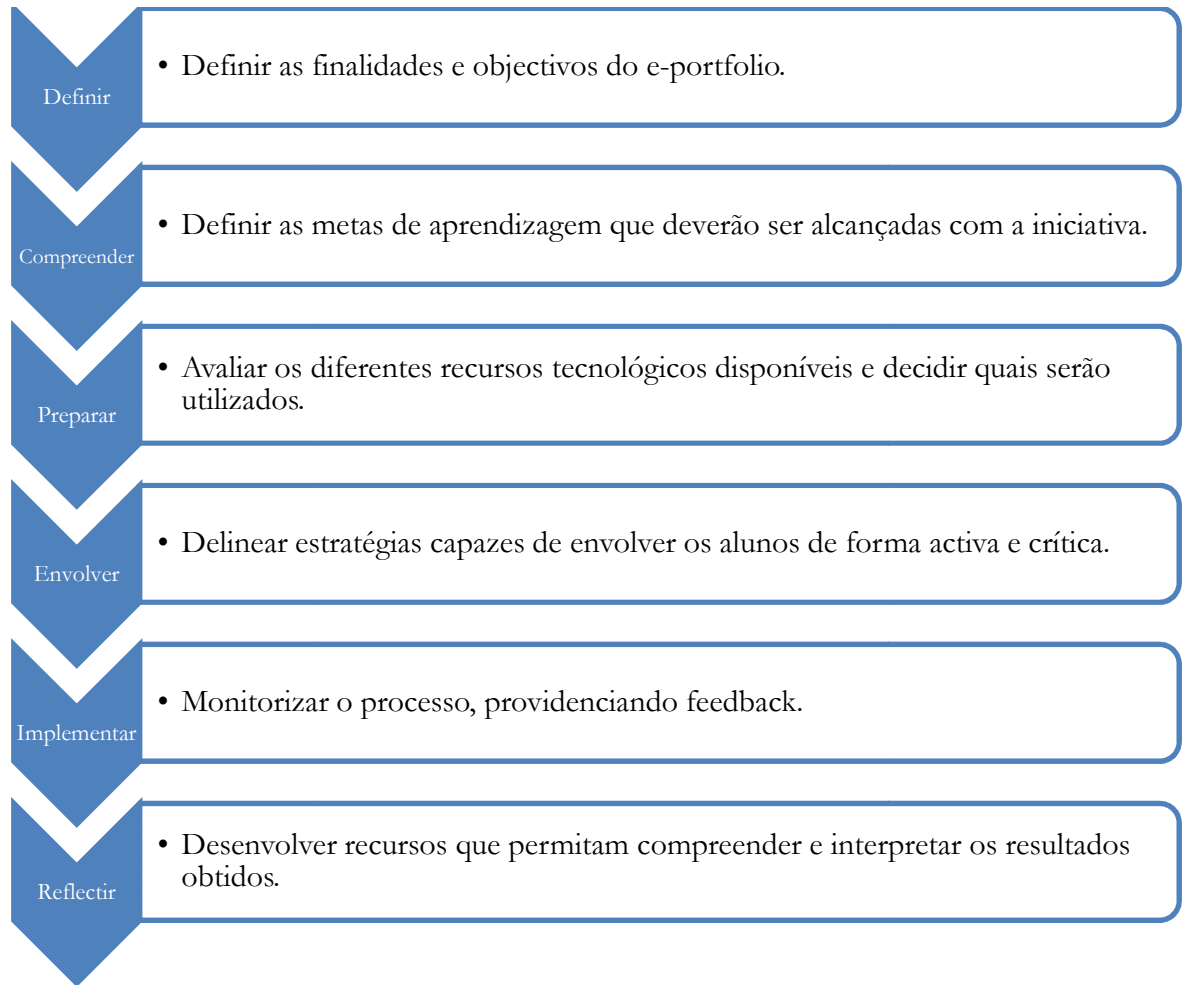 Definir
• Definir as finalidades e objectivos do e-portfolio.
Compreender
• Definir as metas de aprendizagem que deverão ser alcançadas com a iniciativa.
Preparar
• Avaliar os diferentes recursos tecnológicos disponíveis e decidir quais serão
utilizados.
Envolver
• Delinear estratégias capazes de envolver os alunos de forma activa e crítica.
Implementar
• Monitorizar o processo, providenciando feedback.
Reflectir
• Desenvolver recursos que permitam compreender e interpretar os resultados
obtidos.